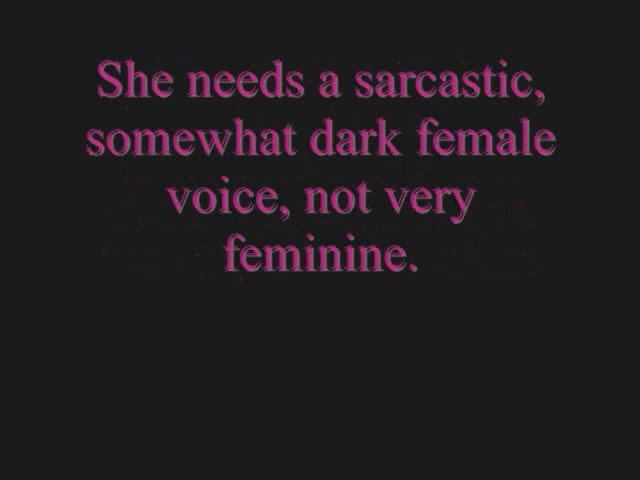 She needs a sarcastic,
somewhat dark female
voice, not very
feminine.